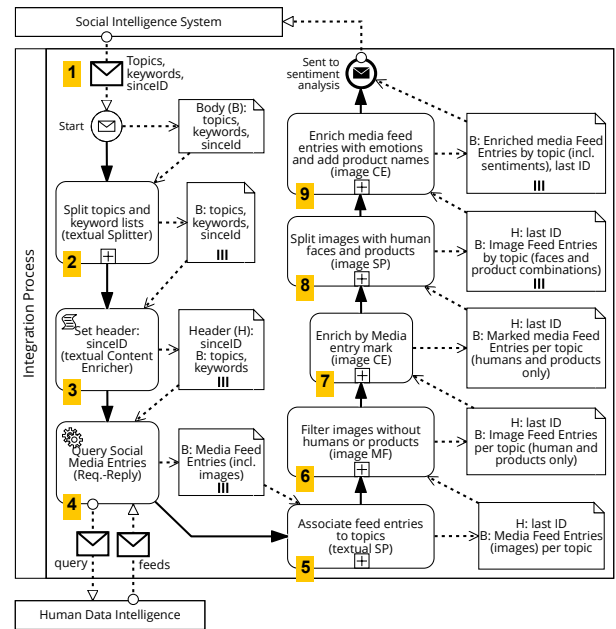 Social Intelligence System
1
Topics,
keywords,
sinceID
Start
Body (B):
topics,
keywords,
sinceId
Split topics and
keyword lists
(textual Splitter)
2
B: topics,
keywords,
sinceId
Set header:
sinceID
(textual Content
Enricher)
3
Header (H):
sinceID
B: topics,
keywords
Query Social
Media Entries
(Req.-Reply)
4
B: Media Feed
Entries (incl.
images)
query
feeds
Human Data Intelligence
Integration Process
Associate feed entries
to topics
(textual SP)
5
H: last ID
B: Media Feed Entries
(images) per topic
Filter images without
humans or products
(image MF)
6
H: last ID
B: Image Feed Entries
per topic (human and
products only)
Enrich by Media
entry mark
(image CE)
7
H: last ID
B: Marked media Feed
Entries per topic
(humans and products
only)
Split images with human
faces and products
(image SP)
8
H: last ID
B: Image Feed Entries
by topic (faces and
product combinations)
Enrich media feed
entries with emotions
and add product names
(image CE)
9
B: Enriched media Feed
Entries by topic (incl.
sentiments), last ID
Sent to
sentiment
analysis